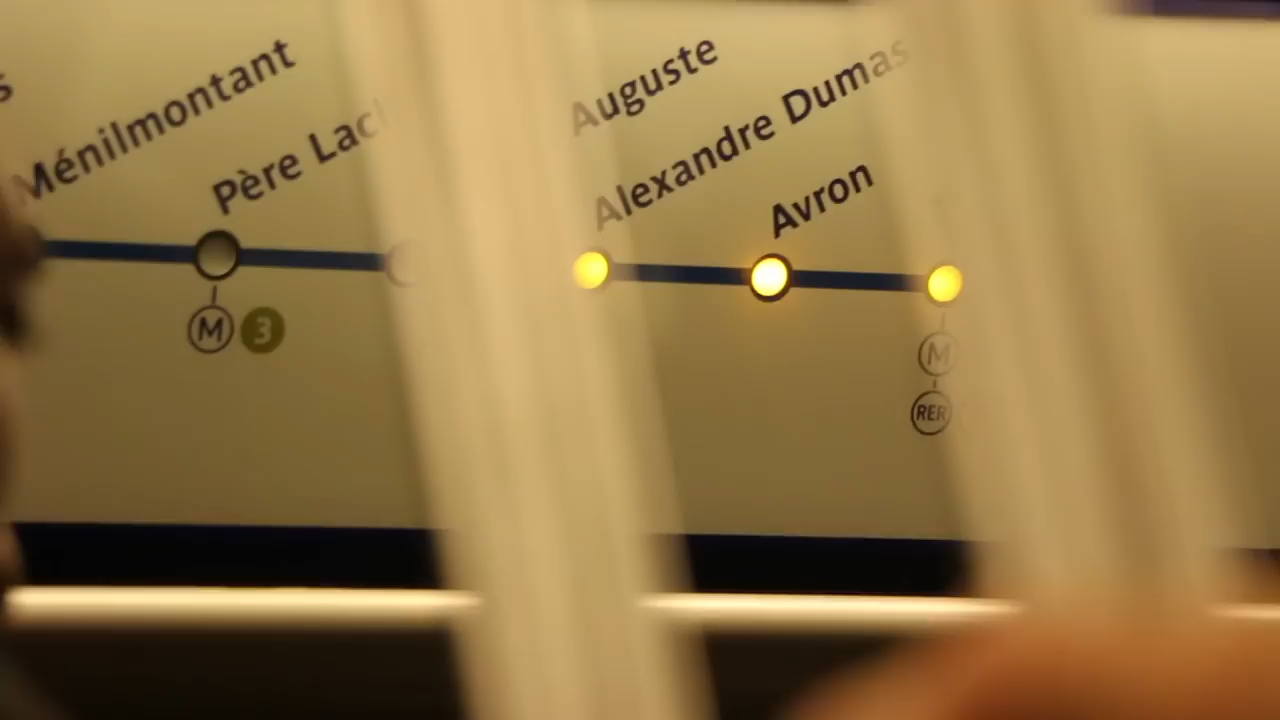 Ménilmontant
Père Lac
Auguste
Alexandre Dumas
Avron
M 3
M
RER